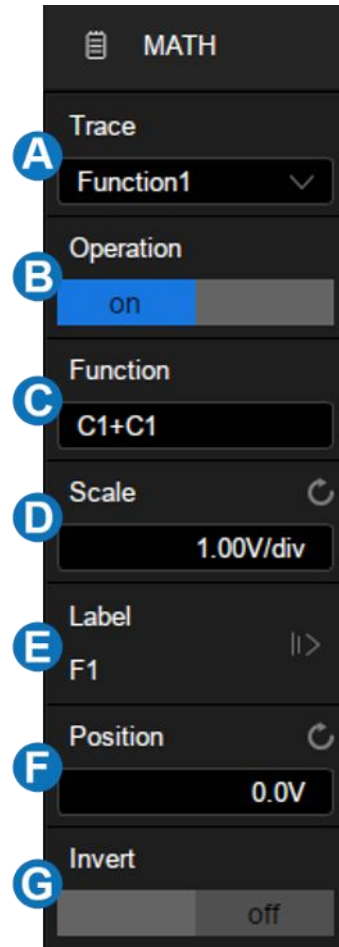 MATH
Trace
A
Function1
Operation
B
on
Function
C
C1+C1
Scale
D
1.00V/div
Label
E
F1
Position
F
0.0V
Invert
G
off